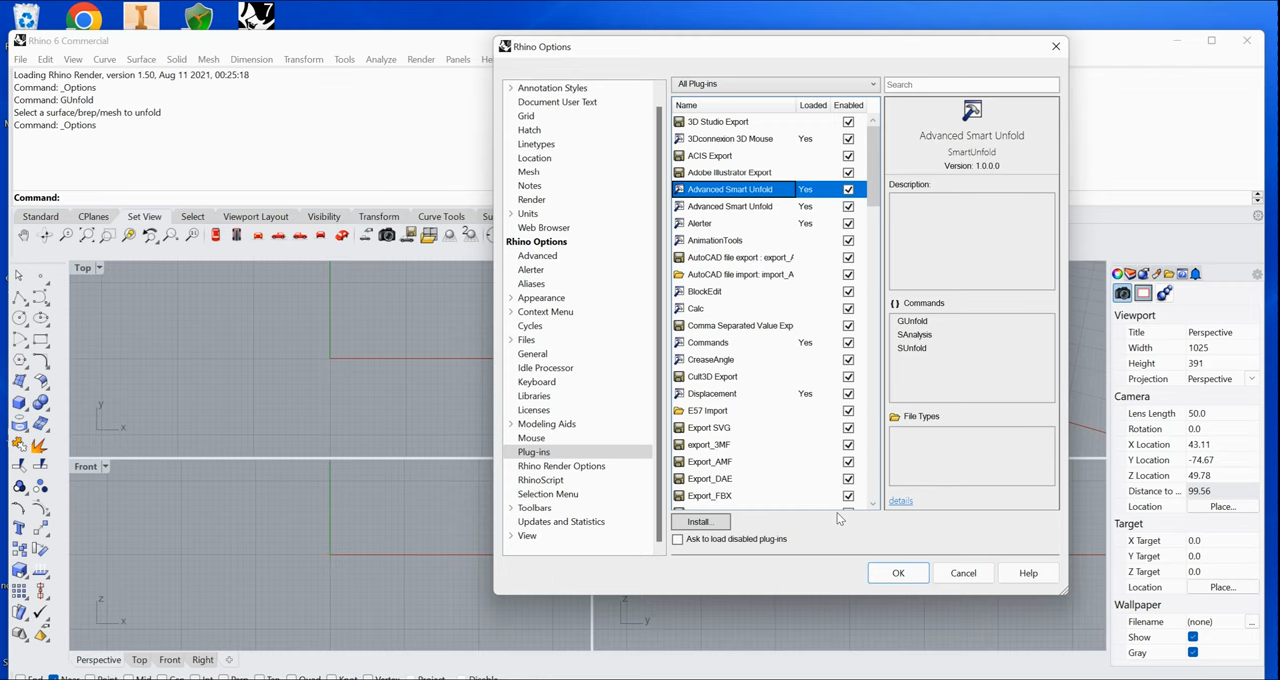 7
Rhino 6 Commercial
File Edit View Curve Surface Solid Mesh Dimension Transform Tools Analyze Render Panels He
Loading Rhino Render, version 1.50, Aug 11 2021, 00:25:18
Command: _Options
Command: GUnfold
Select a surface/brep/mesh to unfold
Command: _Options
Command:
Standard CPlanes Set View Select Viewport Layout Visibility Transform Curve Tools Su
Top
Front
Perspective Top Front Right
Rhino Options
Annotation Styles
Document User Text
Grid
Hatch
Linetypes
Location
Mesh
Notes
Render
Units
Web Browser
Rhino Options
Advanced
Alerter
Aliases
Appearance
Context Menu
Cycles
Files
General
Idle Processor
Keyboard
Libraries
Licenses
Modeling Aids
Mouse
Plug-ins
Rhino Render Options
RhinoScript
Selection Menu
Toolbars
Updates and Statistics
View
All Plug-ins
Search
Name Loaded Enabled
3D Studio Export
3Dconnexion 3D Mouse Yes
ACIS Export
Adobe Illustrator Export
Advanced Smart Unfold Yes
Advanced Smart Unfold Yes
Alerter Yes
AnimationTools
AutoCAD file export : export_A
AutoCAD file import: import_A
BlockEdit
Calc
Comma Separated Value Exp
Commands Yes
CreaseAngle
Cult3D Export
Displacement Yes
E57 Import
Export SVG
export_3MF
Export_AMF
Export_DAE
Export_FBX
Install...
Ask to load disabled plug-ins
Advanced Smart Unfold
SmartUnfold
Version: 1.0.0.0
Description:
{} Commands
GUnfold
SAnalysis
SUnfold
File Types
details
OK Cancel Help
Viewport
Title Perspective
Width 1025
Height 391
Projection Perspective
Camera
Lens Length 50.0
Rotation 0.0
X Location 43.11
Y Location -74.67
Z Location 49.78
Distance to ... 99.56
Location Place...
Target
X Target 0.0
Y Target 0.0
Z Target 0.0
Location Place...
Wallpaper
Filename (none) ...
Show
Gray
x
y
x
z
y
z
End Near Point Mid Cen Int Perp Tan Quad Knot Vertex Project Disable